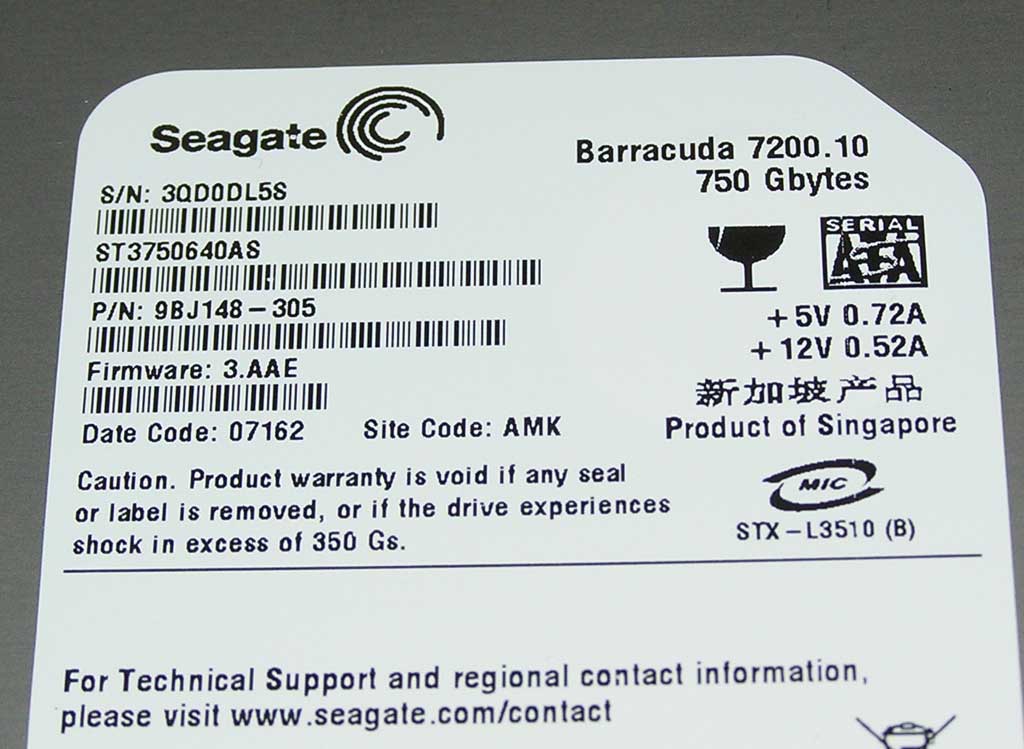 Seagate
Barracuda 7200.10
750 Gbytes
S/N: 3QD0DL5S
ST3750640AS
P/N: 9BJ148-305
Firmware: 3.AAE
Date Code: 07162 Site Code: AMK
SERIAL
ATA
+5V 0.72A
+12V 0.52A
新加坡产品
Product of Singapore
MIC
STX-L3510 (B)
Caution. Product warranty is void if any seal
or label is removed, or if the drive experiences
shock in excess of 350 Gs.
For Technical Support and regional contact information,
please visit www.seagate.com/contact